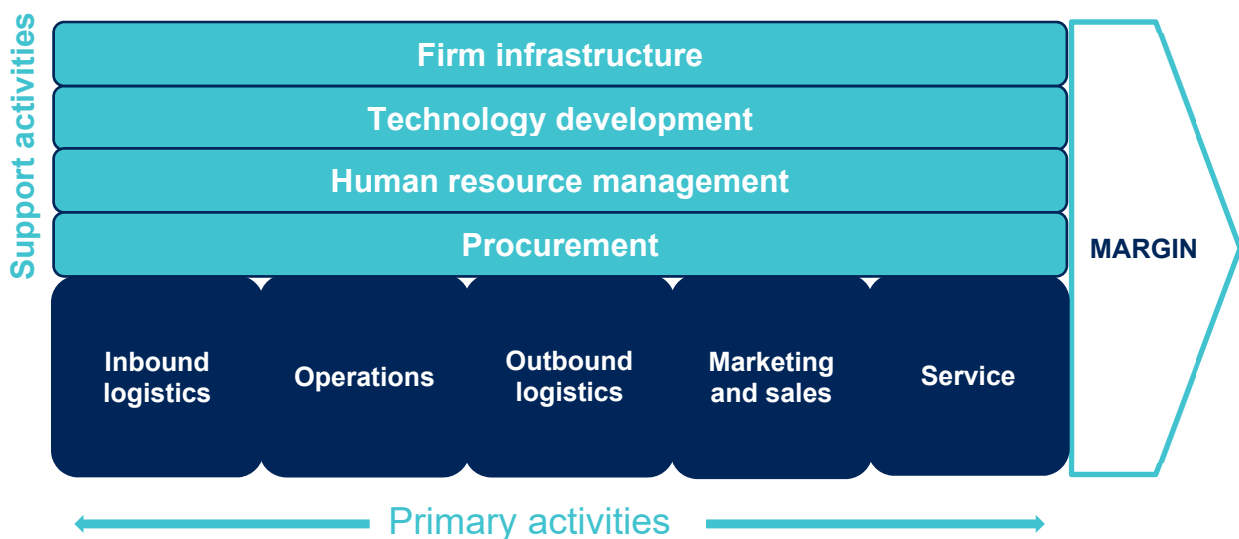 Support activities
Firm infrastructure
Technology development
Human resource management
Procurement
MARGIN
Inbound
logistics
Operations
Outbound
logistics
Marketing
and sales
Service
Primary activities